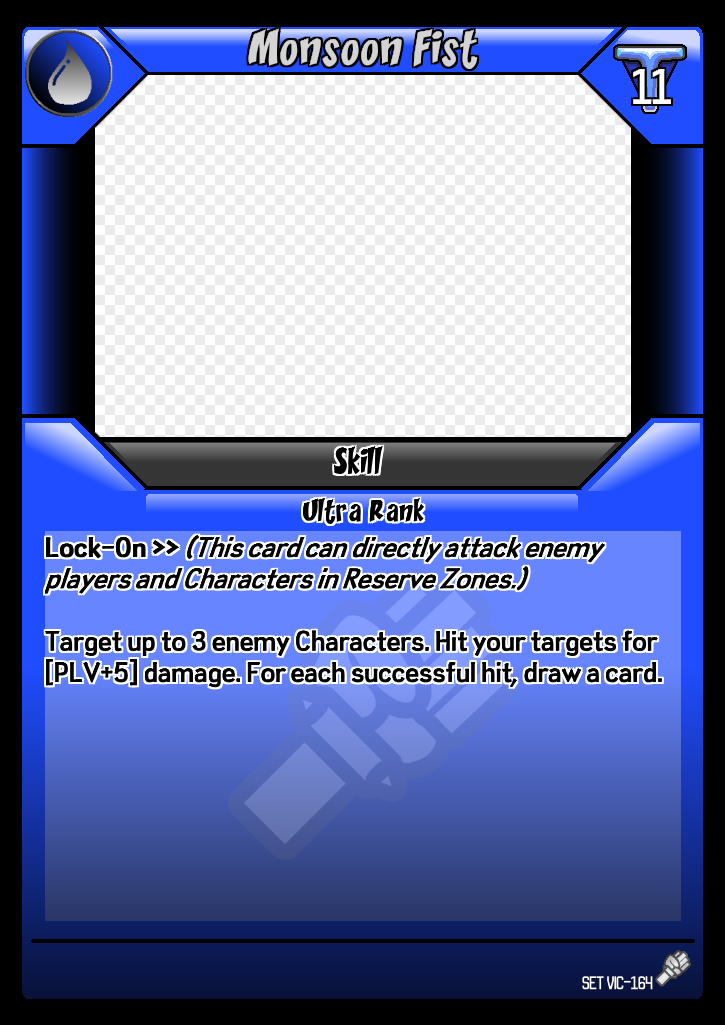 Monsoon Fist
11
Skill
Ultra Rank
Lock-On >> (This card can directly attack enemy
players and Characters in Reserve Zones.)
Target up to 3 enemy Characters. Hit your targets for
[PLV+5] damage. For each successful hit, draw a card.
SET VIC-164